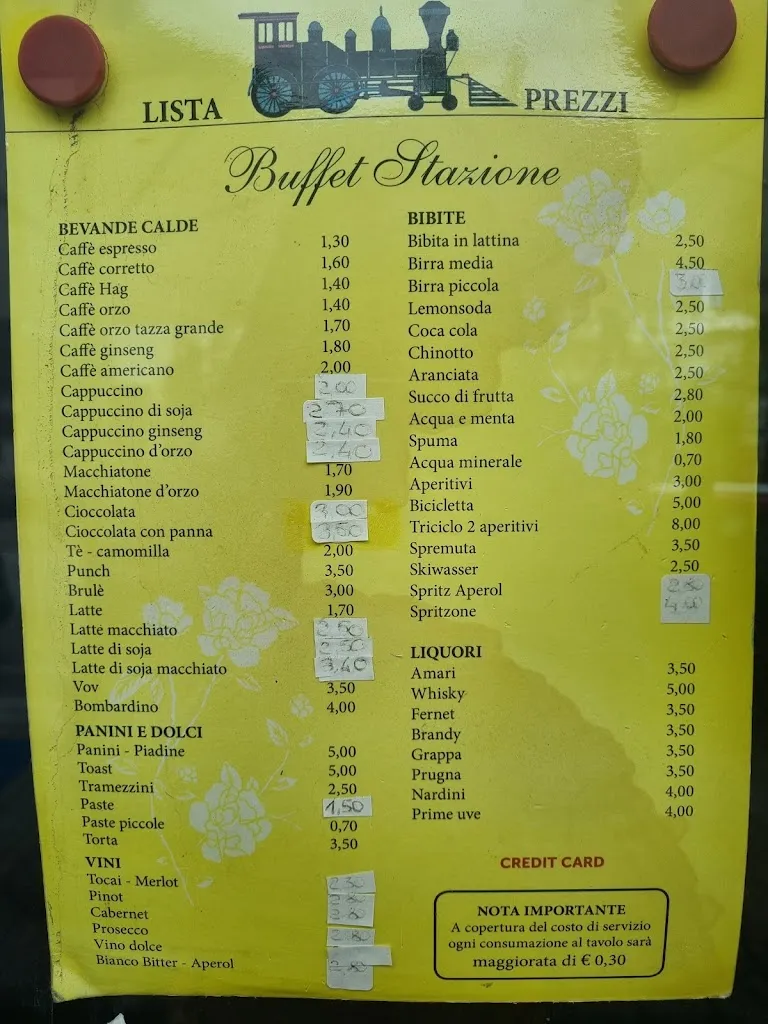 LISTA PREZZI
Buffet Stazione
BEVANDE CALDE
Caffè espresso 1,30
Caffè corretto 1,60
Caffè Hag 1,40
Caffè orzo 1,40
Caffè orzo tazza grande 1,70
Caffè ginseng 1,80
Caffè americano 2,00
Cappuccino 2,00
Cappuccino di soja 2,70
Cappuccino ginseng 2,40
Cappuccino d'orzo 2,40
Macchiatone 1,70
Macchiatone d'orzo 1,90
Cioccolata 3,00
Cioccolata con panna 3,50
Tè - camomilla 2,00
Punch 3,50
Brulè 3,00
Latte 1,70
Latte macchiato
Latte di soja
Latte di soja macchiato 3,40
Vov 3,50
Bombardino 4,00
PANINI E DOLCI
Panini - Piadine 5,00
Toast 5,00
Tramezzini 2,50
Paste 1,50
Paste piccole 0,70
Torta 3,50
VINI
Tocai - Merlot
Pinot
Cabernet 2,80
Prosecco 2,80
Vino dolce
Bianco Bitter - Aperol 2,80
BIBITE
Bibita in lattina 2,50
Birra media 4,50
Birra piccola 3,00
Lemonsoda 2,50
Coca cola 2,50
Chinotto 2,50
Aranciata 2,50
Succo di frutta 2,80
Acqua e menta 2,00
Spuma 1,80
Acqua minerale 0,70
Aperitivi 3,00
Bicicletta 5,00
Triciclo 2 aperitivi 8,00
Spremuta 3,50
Skiwasser 2,50
Spritz Aperol 2,80
Spritzone
LIQUORI
Amari 3,50
Whisky 5,00
Fernet 3,50
Brandy 3,50
Grappa 3,50
Prugna 3,50
Nardini 4,00
Prime uve 4,00
CREDIT CARD
NOTA IMPORTANTE
A copertura del costo di servizio
ogni consumazione al tavolo sarà
maggiorata di € 0,30